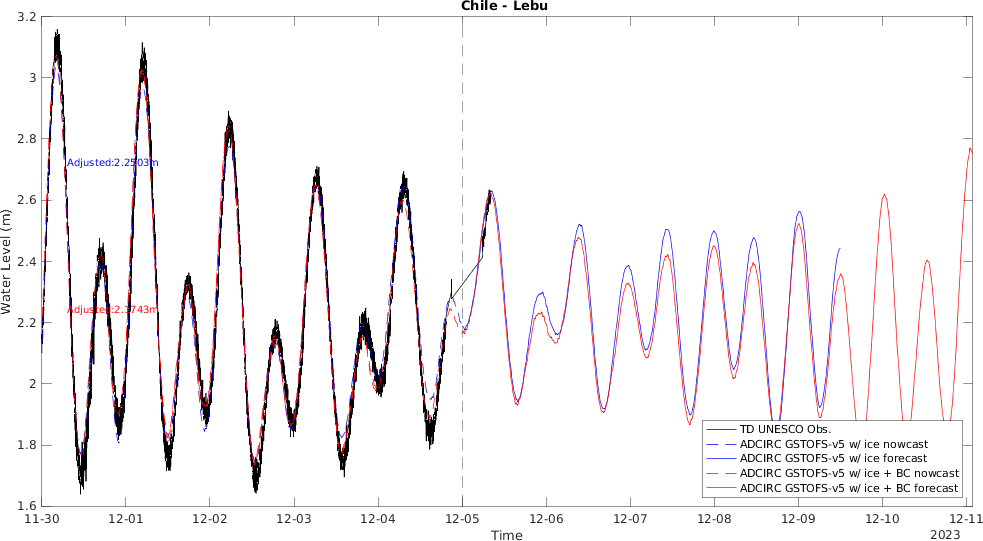 Chile - Lebu
3.2
3
2.8
2.6
2.4
2.2
2
1.8
1.6
Water Level (m)
Adjusted:2.2503m
TD UNESCO Obs.
ADCIRC GSTOFS-v5 w/ ice nowcast
ADCIRC GSTOFS-v5 w/ ice forecast
ADCIRC GSTOFS-v5 w/ ice + BC nowcast
ADCIRC GSTOFS-v5 w/ ice + BC forecast
11-30 12-01 12-02 12-03 12-04 12-05 12-06 12-07 12-08 12-09 12-10 12-11
Time
2023